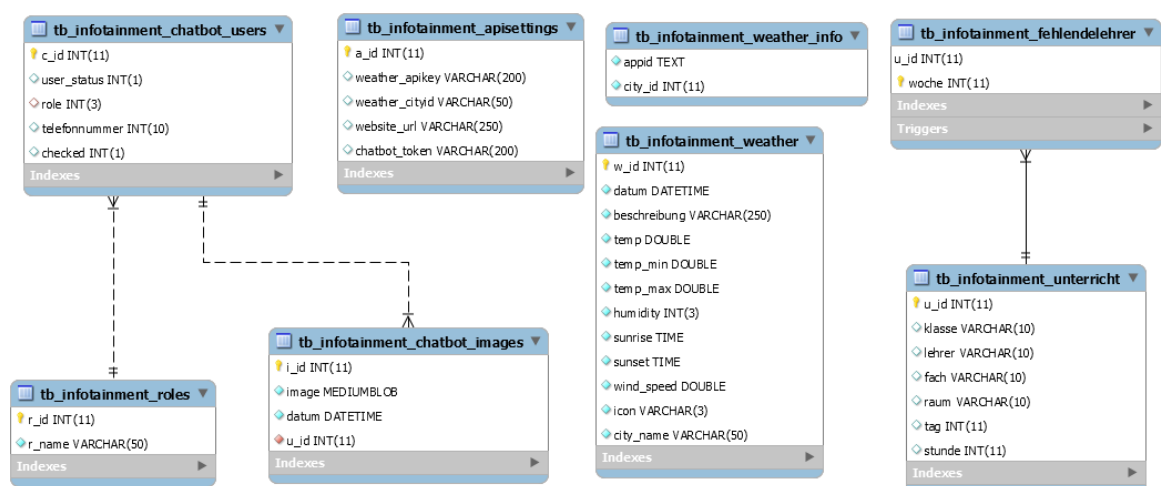 tb_infotainment_chatbot_users
c_id INT(11)
user_status INT(1)
role INT(3)
telefonnummer INT(10)
checked INT(1)
Indexes
tb_infotainment_apisettings
a_id INT(11)
weather_apikey VARCHAR(200)
weather_cityid VARCHAR(50)
website_url VARCHAR(250)
chatbot_token VARCHAR(200)
Indexes
tb_infotainment_weather_info
appid TEXT
city_id INT(11)
tb_infotainment_fehlendelehrer
u_id INT(11)
woche INT(11)
Indexes
Triggers
tb_infotainment_weather
w_id INT(11)
datum DATETIME
beschreibung VARCHAR(250)
temp DOUBLE
temp_min DOUBLE
temp_max DOUBLE
humidity INT(3)
sunrise TIME
sunset TIME
wind_speed DOUBLE
icon VARCHAR(3)
city_name VARCHAR(50)
Indexes
tb_infotainment_unterricht
u_id INT(11)
klasse VARCHAR(10)
lehrer VARCHAR(10)
fach VARCHAR(10)
raum VARCHAR(10)
tag INT(11)
stunde INT(11)
Indexes
tb_infotainment_chatbot_images
i_id INT(11)
image MEDIUMBLOB
datum DATETIME
u_id INT(11)
Indexes
tb_infotainment_roles
r_id INT(11)
r_name VARCHAR(50)
Indexes